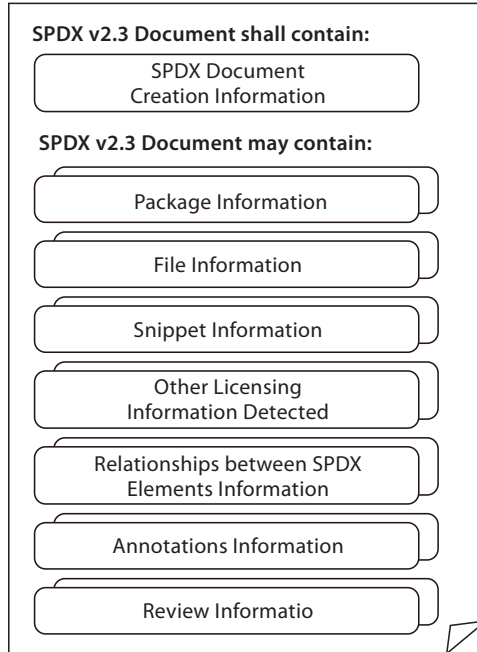 SPDX v2.3 Document shall contain:
SPDX Document
Creation Information
SPDX v2.3 Document may contain:
Package Information
File Information
Snippet Information
Other Licensing
Information Detected
Relationships between SPDX
Elements Information
Annotations Information
Review Informatio